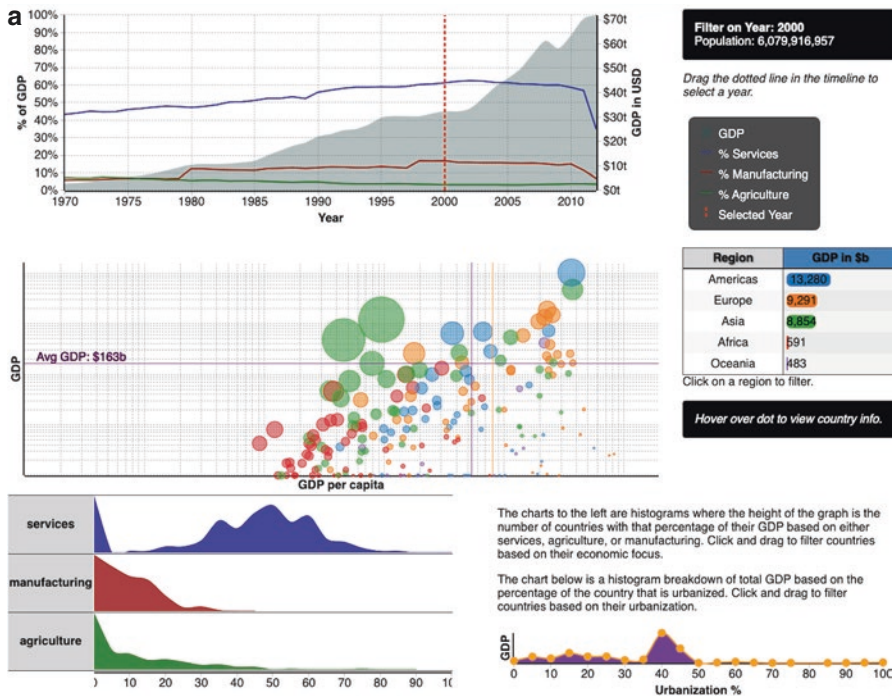 a
100%
90%
80%
70%
60%
50%
40%
30%
20%
10%
0%
% of GDP
$70t
$60t
$50t
$40t
$30t
$20t
$10t
$0t
GDP in USD
1970 1975 1980 1985 1990 1995 2000 2005 2010
Year
Filter on Year: 2000
Population: 6,079,916,957
Drag the dotted line in the timeline to
select a year.
GDP
% Services
% Manufacturing
% Agriculture
Selected Year
GDP
Avg GDP: $163b
GDP per capita
Region GDP in $b
Americas 13,280
Europe 9,291
Asia 8,854
Africa 591
Oceania 483
Click on a region to filter.
Hover over dot to view country info.
services
manufacturing
agriculture
0 10 20 30 40 50 60 70 80 90 10
The charts to the left are histograms where the height of the graph is the
number of countries with that percentage of their GDP based on either
services, agriculture, or manufacturing. Click and drag to filter countries
based on their economic focus.
The chart below is a histogram breakdown of total GDP based on the
percentage of the country that is urbanized. Click and drag to filter
countries based on their urbanization.
GDP
0 10 20 30 40 50 60 70 80 90 100
Urbanization %